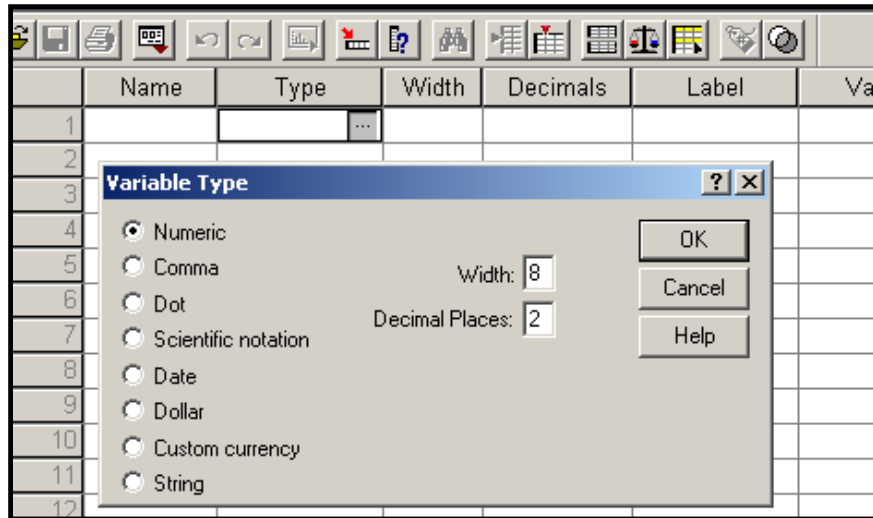 Name Type Width Decimals Label Va
1 ...
2
Variable Type ? X
3
4 Numeric OK
5 Comma Width: 8
Cancel
6 Dot Decimal Places: 2
7 Scientific notation Help
8 Date
9 Dollar
10 Custom currency
11 String
12